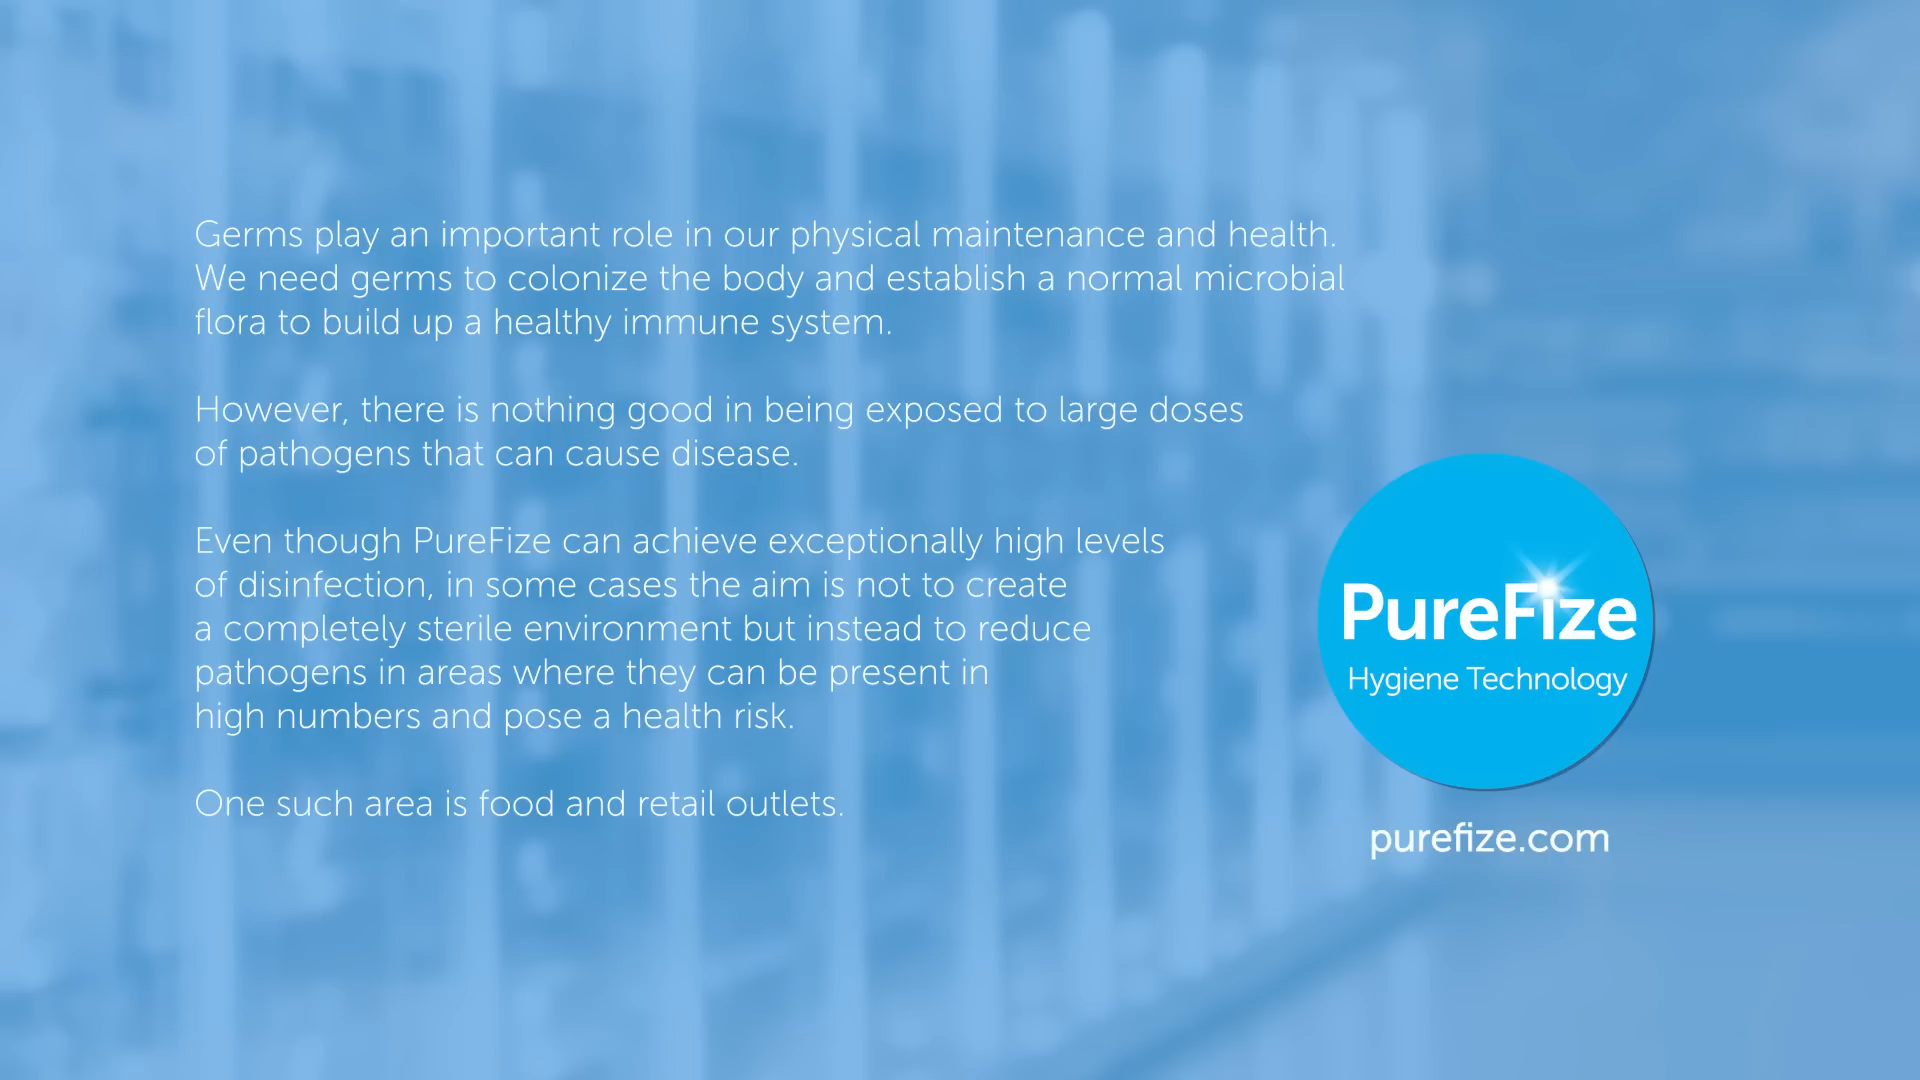 Germs play an important role in our physical maintenance and health.
We need germs to colonize the body and establish a normal microbial
flora to build up a healthy immune system.
However, there is nothing good in being exposed to large doses
of pathogens that can cause disease.
Even though PureFize can achieve exceptionally high levels
of disinfection, in some cases the aim is not to create
a completely sterile environment but instead to reduce
pathogens in areas where they can be present in
high numbers and pose a health risk.
One such area is food and retail outlets.
PureFize
Hygiene Technology
purefize.com